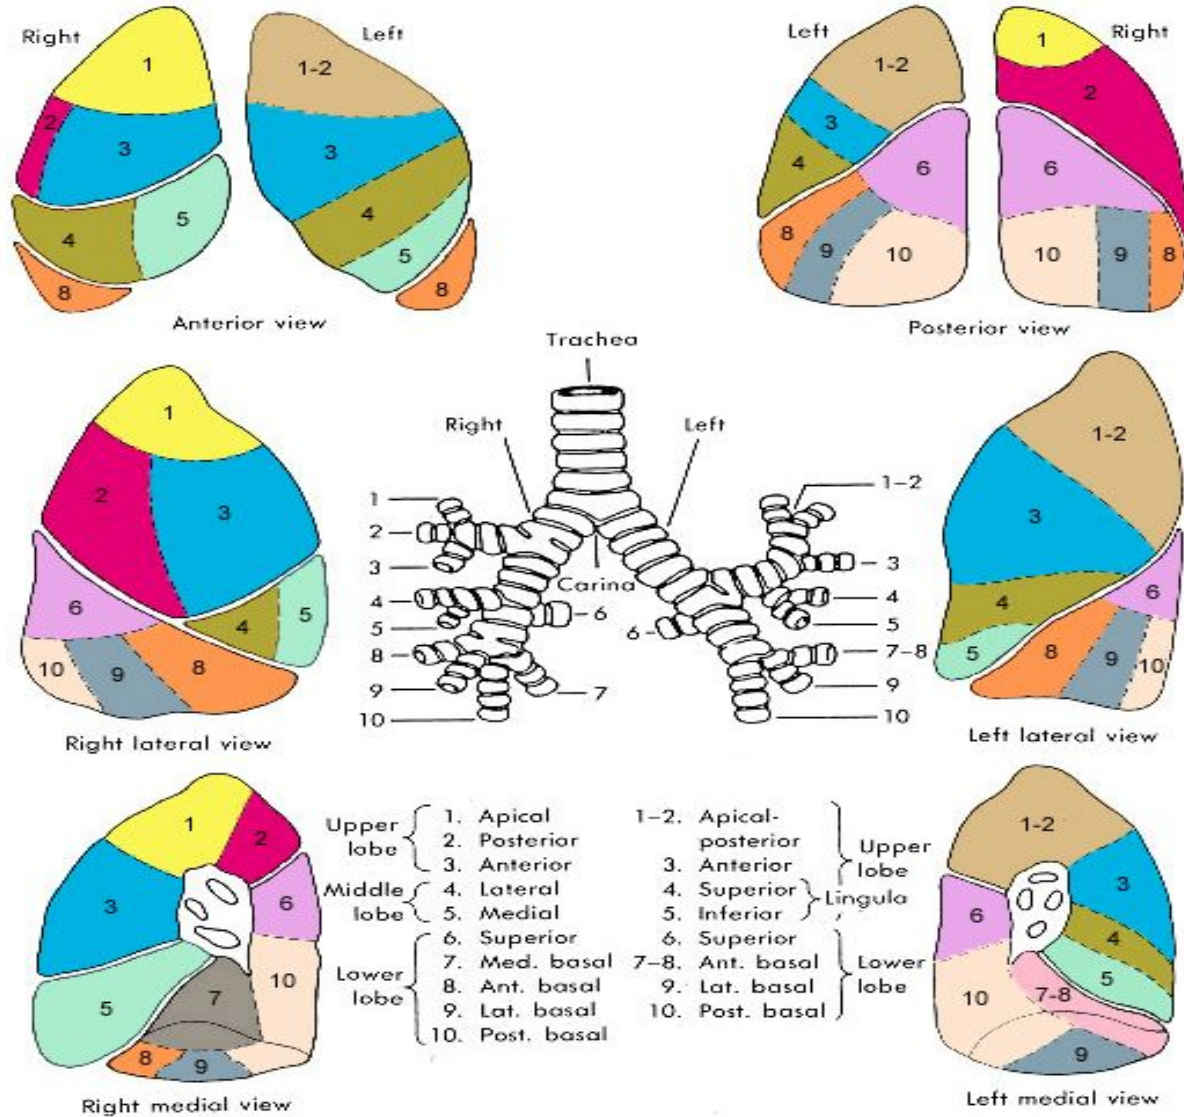 Right
Left
1
2
3
4
5
8
1-2
3
4
5
8
Anterior view
Left
Right
1-2
3
4
6
8
9
10
1
2
6
10
9
8
Posterior view
1
2
3
6
4
5
10
9
8
Right lateral view
Trachea
Right
Left
Carina
1
2
3
4
5
6
8
9
7
10
1-2
3
4
5
6
7-8
9
10
1-2
3
6
4
5
8
9
10
Left lateral view
1
2
3
6
5
7
10
8
9
Right medial view
Upper lobe
1. Apical
2. Posterior
3. Anterior
Middle lobe
4. Lateral
5. Medial
Lower lobe
6. Superior
7. Med. basal
8. Ant. basal
9. Lat. basal
10. Post. basal
1-2. Apical-
posterior
3. Anterior
4. Superior
5. Inferior
Lingula
Upper lobe
6. Superior
7-8. Ant. basal
9. Lat. basal
10. Post. basal
Lower lobe
1-2
3
6
4
5
7-8
10
9
Left medial view